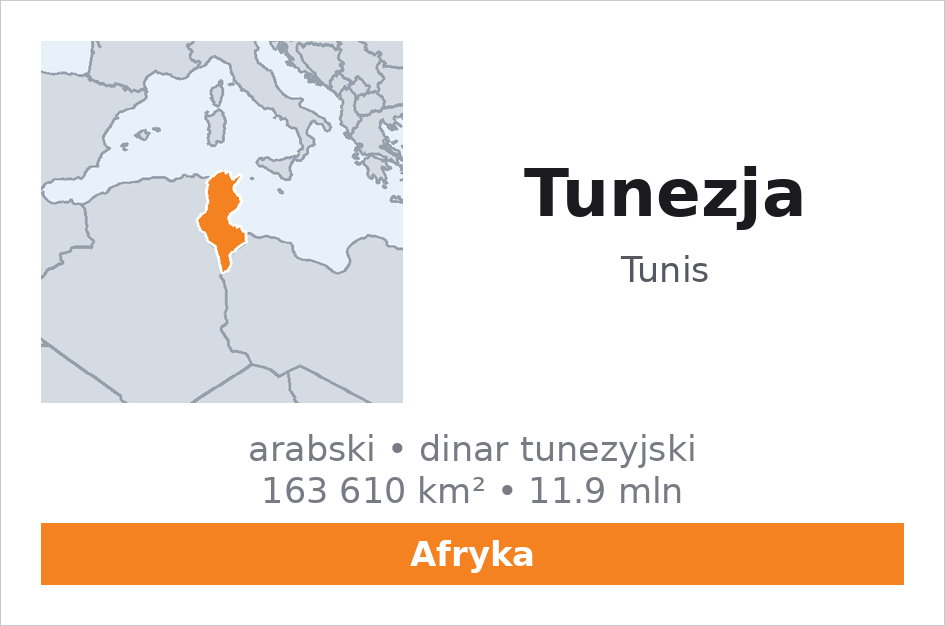 Tunezja
Tunis
arabski • dinar tunezyjski
163 610 km² • 11.9 mln
Afryka